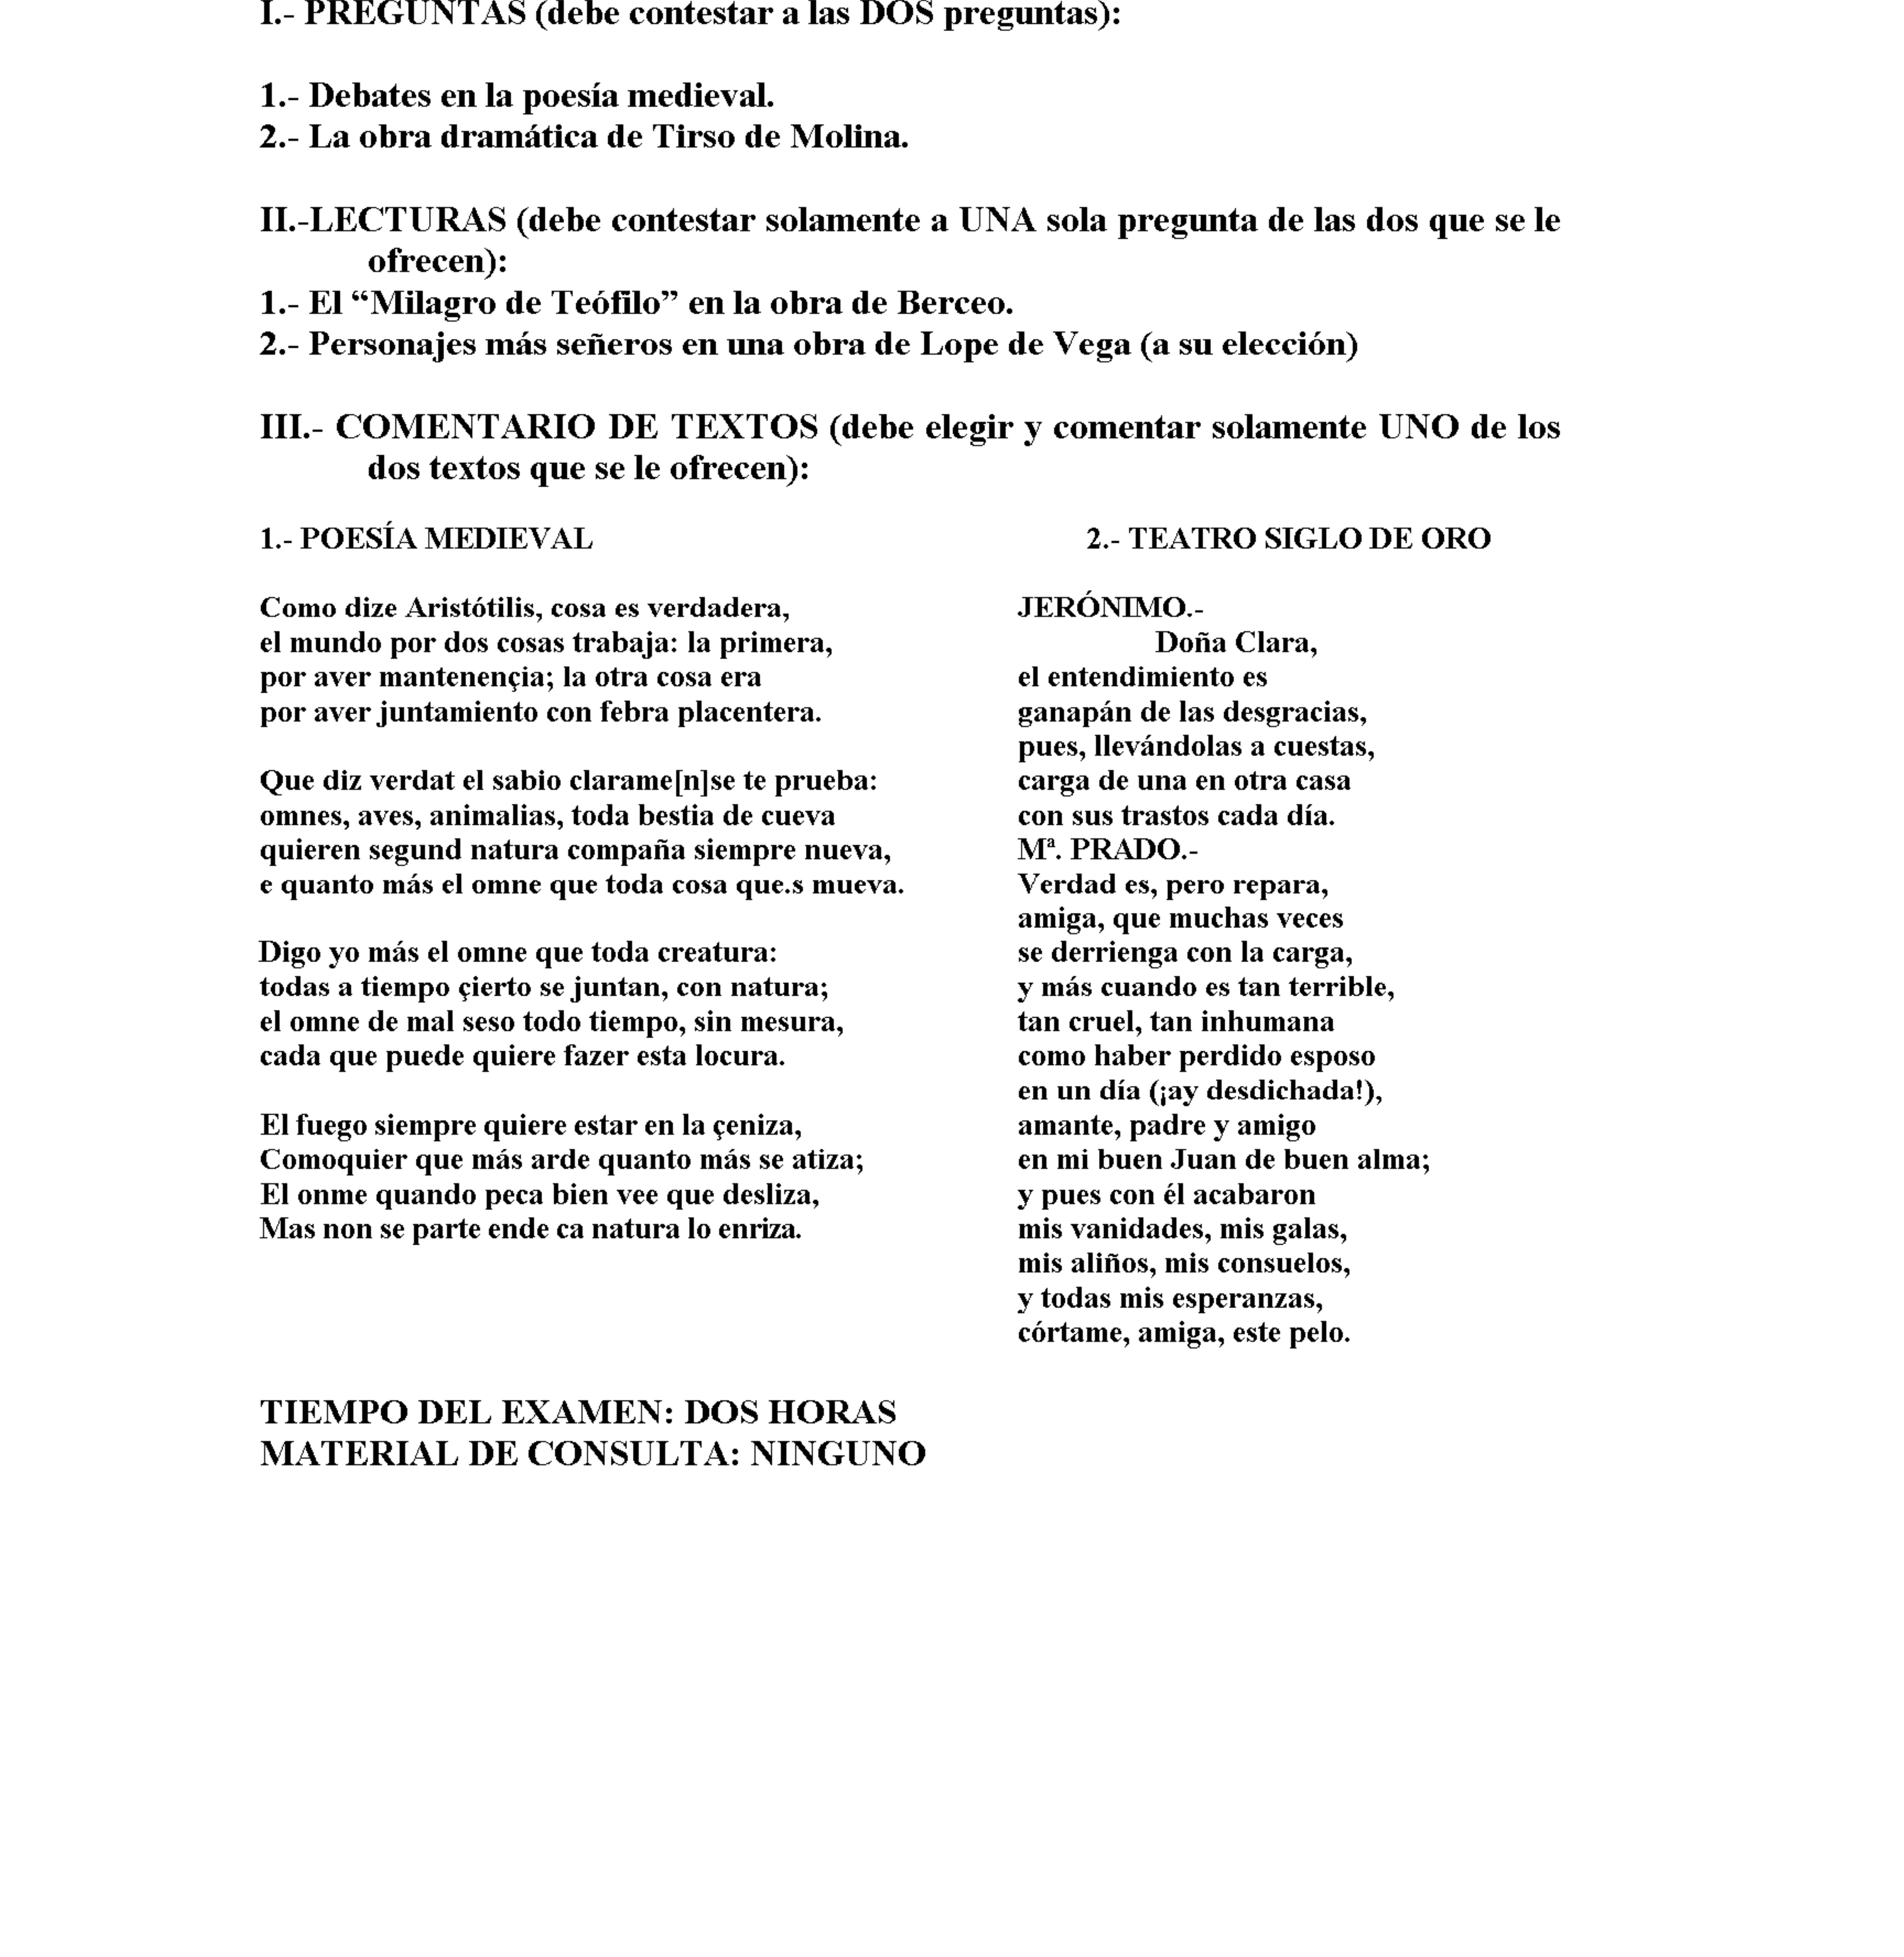 I.- PREGUNTAS (debe contestar a las DOS preguntas):
1.- Debates en la poesía medieval.
2.- La obra dramática de Tirso de Molina.
II.-LECTURAS (debe contestar solamente a UNA sola pregunta de las dos que se le
ofrecen):
1.- El “Milagro de Teófilo” en la obra de Berceo.
2.- Personajes más señeros en una obra de Lope de Vega (a su elección)
III.- COMENTARIO DE TEXTOS (debe elegir y comentar solamente UNO de los
dos textos que se le ofrecen):
1.- POESÍA MEDIEVAL
Como dize Aristótilis, cosa es verdadera,
el mundo por dos cosas trabaja: la primera,
por aver mantenençia; la otra cosa era
por aver juntamiento con febra placentera.
Que diz verdat el sabio clarame[n]se te prueba:
omnes, aves, animalias, toda bestia de cueva
quieren segund natura compaña siempre nueva,
e quanto más el omne que toda cosa que.s mueva.
Digo yo más el omne que toda creatura:
todas a tiempo çierto se juntan, con natura;
el omne de mal seso todo tiempo, sin mesura,
cada que puede quiere fazer esta locura.
El fuego siempre quiere estar en la çeniza,
Comoquier que más arde quanto más se atiza;
El onme quando peca bien vee que desliza,
Mas non se parte ende ca natura lo enriza.
2.- TEATRO SIGLO DE ORO
JERÓNIMO.-
Doña Clara,
el entendimiento es
ganapán de las desgracias,
pues, llevándolas a cuestas,
carga de una en otra casa
con sus trastos cada día.
Mª. PRADO.-
Verdad es, pero repara,
amiga, que muchas veces
se derrienga con la carga,
y más cuando es tan terrible,
tan cruel, tan inhumana
como haber perdido esposo
en un día (¡ay desdichada!),
amante, padre y amigo
en mi buen Juan de buen alma;
y pues con él acabaron
mis vanidades, mis galas,
mis aliños, mis consuelos,
y todas mis esperanzas,
córtame, amiga, este pelo.
TIEMPO DEL EXAMEN: DOS HORAS
MATERIAL DE CONSULTA: NINGUNO